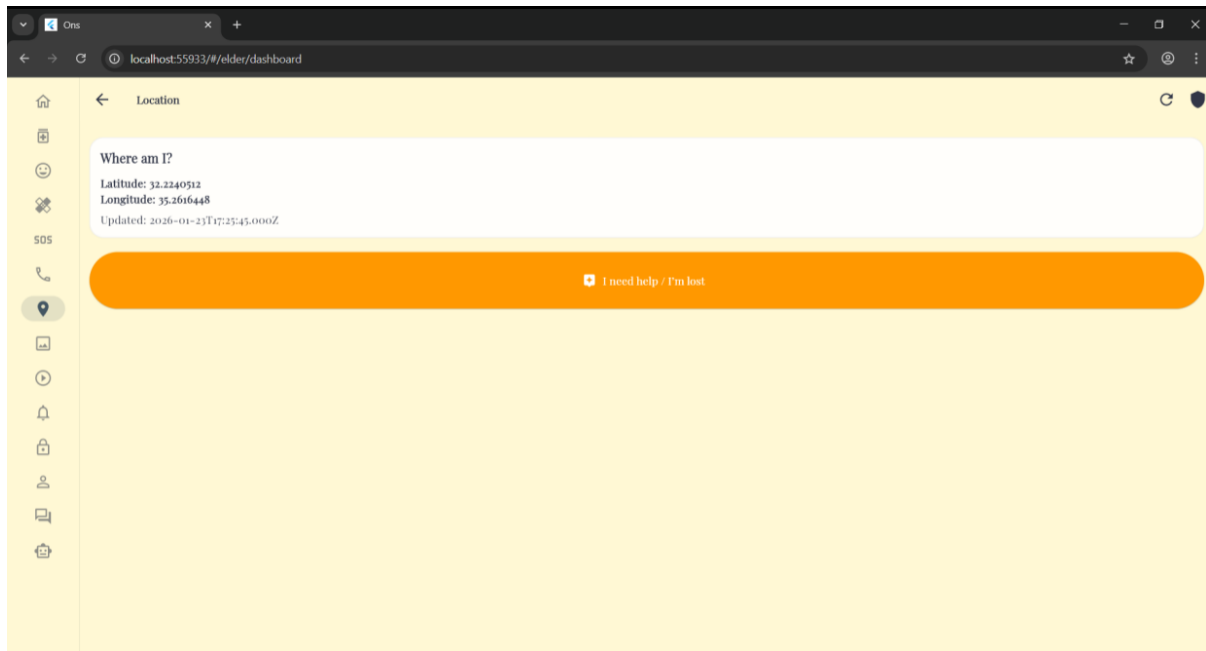 Ons
localhost:55933/#/elder/dashboard
Location
Where am I?
Latitude: 32.2240512
Longitude: 35.2616448
Updated: 2026-01-23T17:25:45.000Z
SOS
I need help / I'm lost